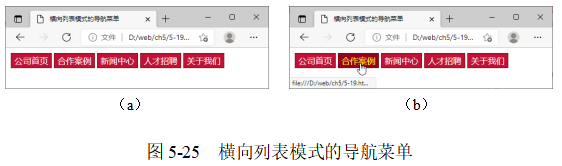 横向列表模式的导航菜单
文件 D:/web/ch5/5-19...
公司首页 合作案例 新闻中心 人才招聘 关于我们
(a)
横向列表模式的导航菜单
文件 D:/web/ch5/5-19...
公司首页 合作案例 新闻中心 人才招聘 关于我们
file:///D:/web/ch5/5-19.ht...
(b)
图 5-25 横向列表模式的导航菜单